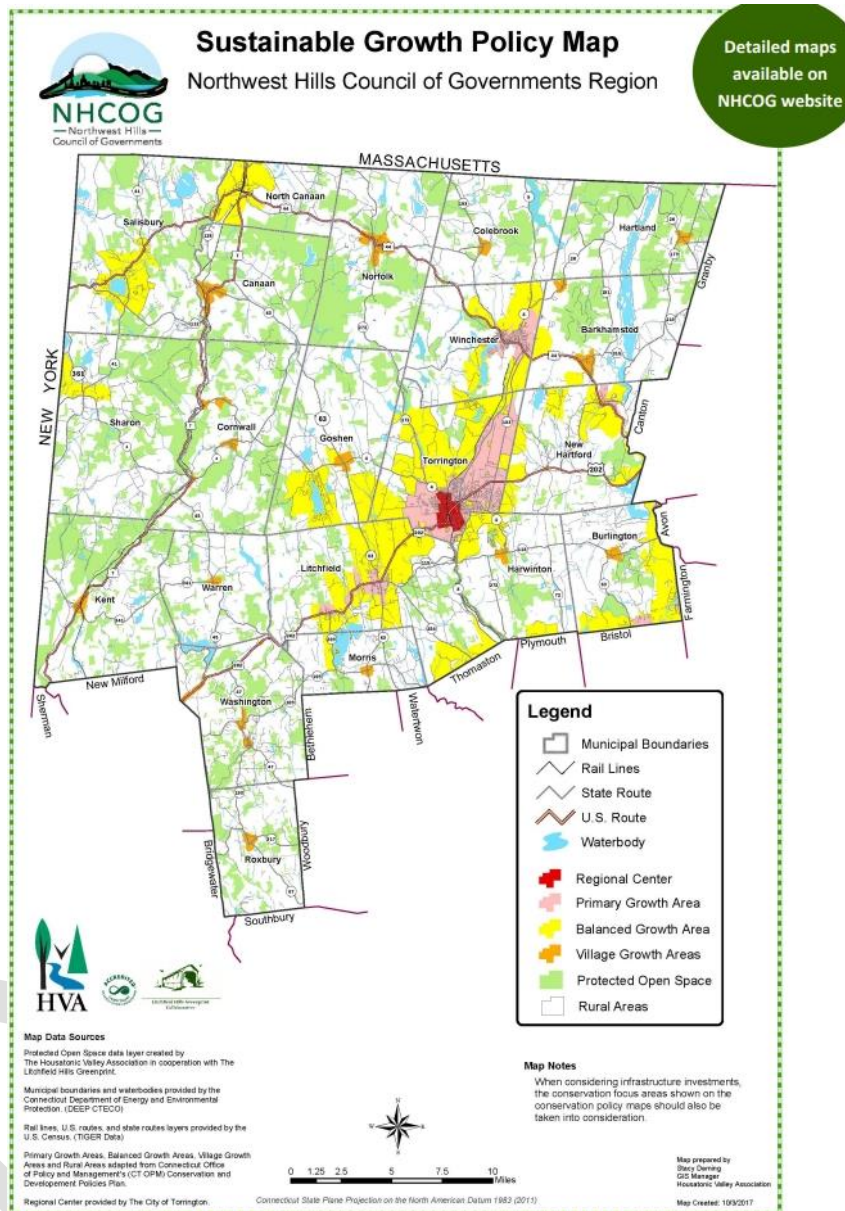 Sustainable Growth Policy Map
Northwest Hills Council of Governments Region
Detailed maps
available on
NHCOG website
NHCOG
Northwest Hills
Council of Governments
MASSACHUSETTS
NEW YORK
North Canaan
Salisbury
Canaan
Norfolk
Colebrook
Hartland
Granby
Barkhamsted
Winchester
Canton
Sharon
Cornwall
Goshen
Torrington
New
Hartford
Avon
Burlington
Farmington
Harwinton
Litchfield
Warren
Kent
Morris
Bristol
Plymouth
Thomaston
Watertwon
Bethlehem
New Milford
Sherman
Washington
Woodbury
Roxbury
Bridgewater
Southbury
361
63
202
Legend
Municipal Boundaries
Rail Lines
State Route
U.S. Route
Waterbody
Regional Center
Primary Growth Area
Balanced Growth Area
Village Growth Areas
Protected Open Space
Rural Areas
HVA
ACCREDITED
Map Data Sources
Protected Open Space data layer created by
The Housatonic Valley Association in cooperation with The
Litchfield Hills Greenprint.
Municipal boundaries and waterbodies provided by the
Connecticut Department of Energy and Environmental
Protection. (DEEP CTECO)
Rail lines, U.S. routes, and state routes layers provided by the
U.S. Census. (TIGER Data)
Primary Growth Areas, Balanced Growth Areas, Village Growth
Areas and Rural Areas adapted from Connecticut Office
of Policy and Management's (CT OPM) Conservation and
Development Policies Plan.
Regional Center provided by The City of Torrington.
Map Notes
When considering infrastructure investments,
the conservation focus areas shown on the
conservation policy maps should also be
taken into consideration.
N
W E
S
0 1.25 2.5 5 7.5 10
Miles
Connecticut State Plane Projection on the North American Datum 1983 (2011)
Map prepared by
Stacy Deming
GIS Manager
Housatonic Valley Association
Map Created: 10/3/2017